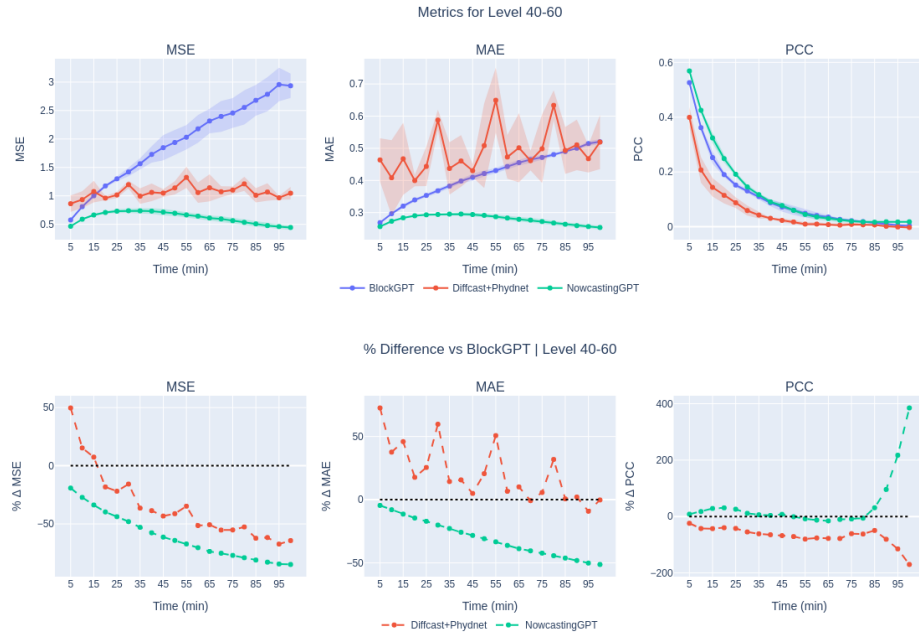 Metrics for Level 40-60
MSE
MAE
PCC
MSE
3
2.5
2
1.5
1
0.5
5 15 25 35 45 55 65 75 85 95
Time (min)
MAE
0.7
0.6
0.5
0.4
0.3
5 15 25 35 45 55 65 75 85 95
Time (min)
PCC
0.6
0.4
0.2
0
5 15 25 35 45 55 65 75 85 95
Time (min)
BlockGPT Diffcast+Phydnet NowcastingGPT
% Difference vs BlockGPT | Level 40-60
MSE
MAE
PCC
% Δ MSE
50
0
−50
5 15 25 35 45 55 65 75 85 95
Time (min)
% Δ MAE
50
0
−50
5 15 25 35 45 55 65 75 85 95
Time (min)
% Δ PCC
400
200
0
−200
5 15 25 35 45 55 65 75 85 95
Time (min)
Diffcast+Phydnet NowcastingGPT